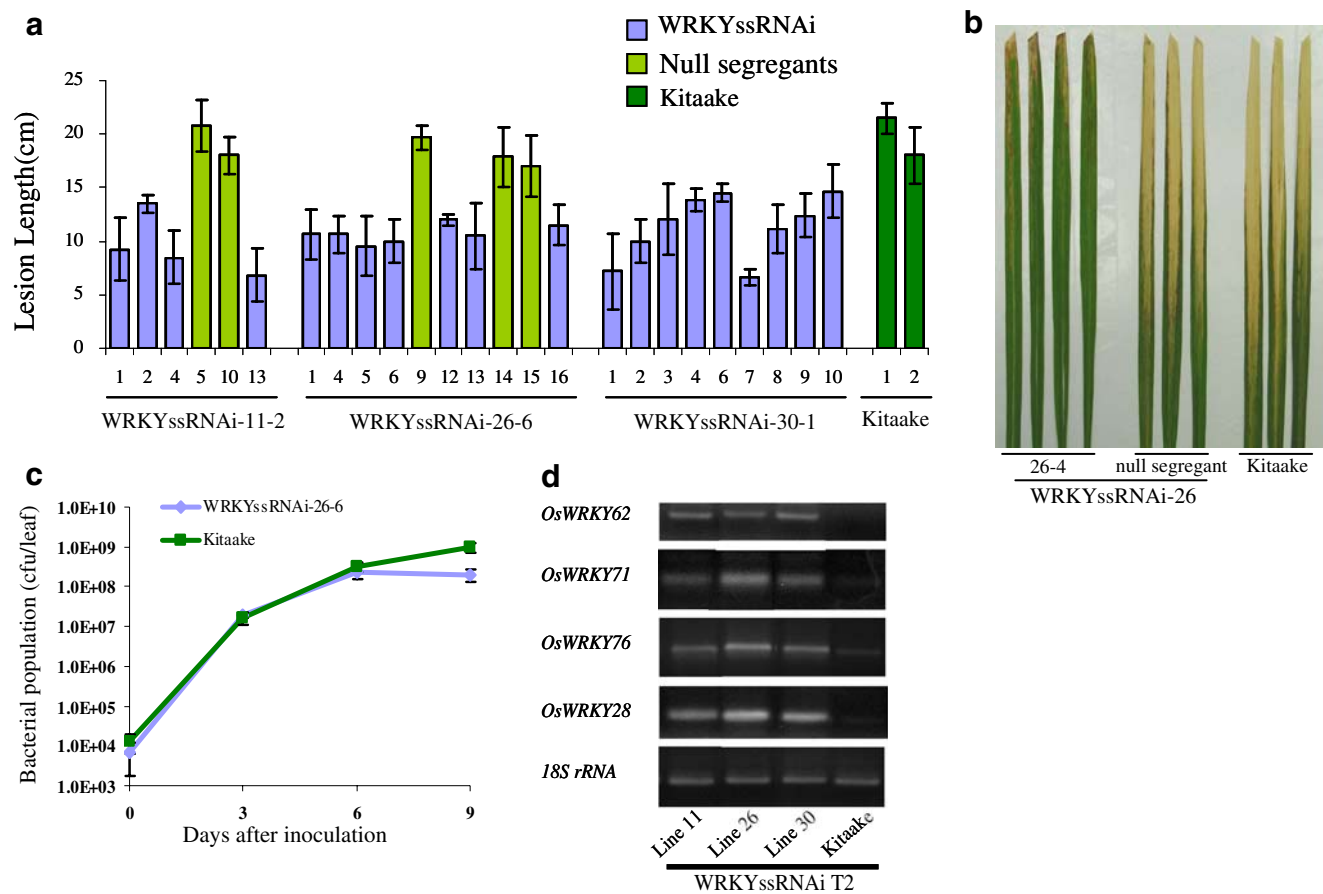 a
WRKYssRNAi
Null segregants
Kitaake
Lesion Length(cm)
25
20
15
10
5
0
1 2 4 5 10 13
1 4 5 6 9 12 13 14 15 16
1 2 3 4 6 7 8 9 10
1 2
WRKYssRNAi-11-2
WRKYssRNAi-26-6
WRKYssRNAi-30-1
Kitaake
b
26-4
null segregant
Kitaake
WRKYssRNAi-26
c
WRKYssRNAi-26-6
Kitaake
Bacterial population (cfu/leaf)
1.0E+10
1.0E+09
1.0E+08
1.0E+07
1.0E+06
1.0E+05
1.0E+04
1.0E+03
0 3 6 9
Days after inoculation
d
OsWRKY62
OsWRKY71
OsWRKY76
OsWRKY28
18S rRNA
Line 11
Line 26
Line 30
Kitaake
WRKYssRNAi T2